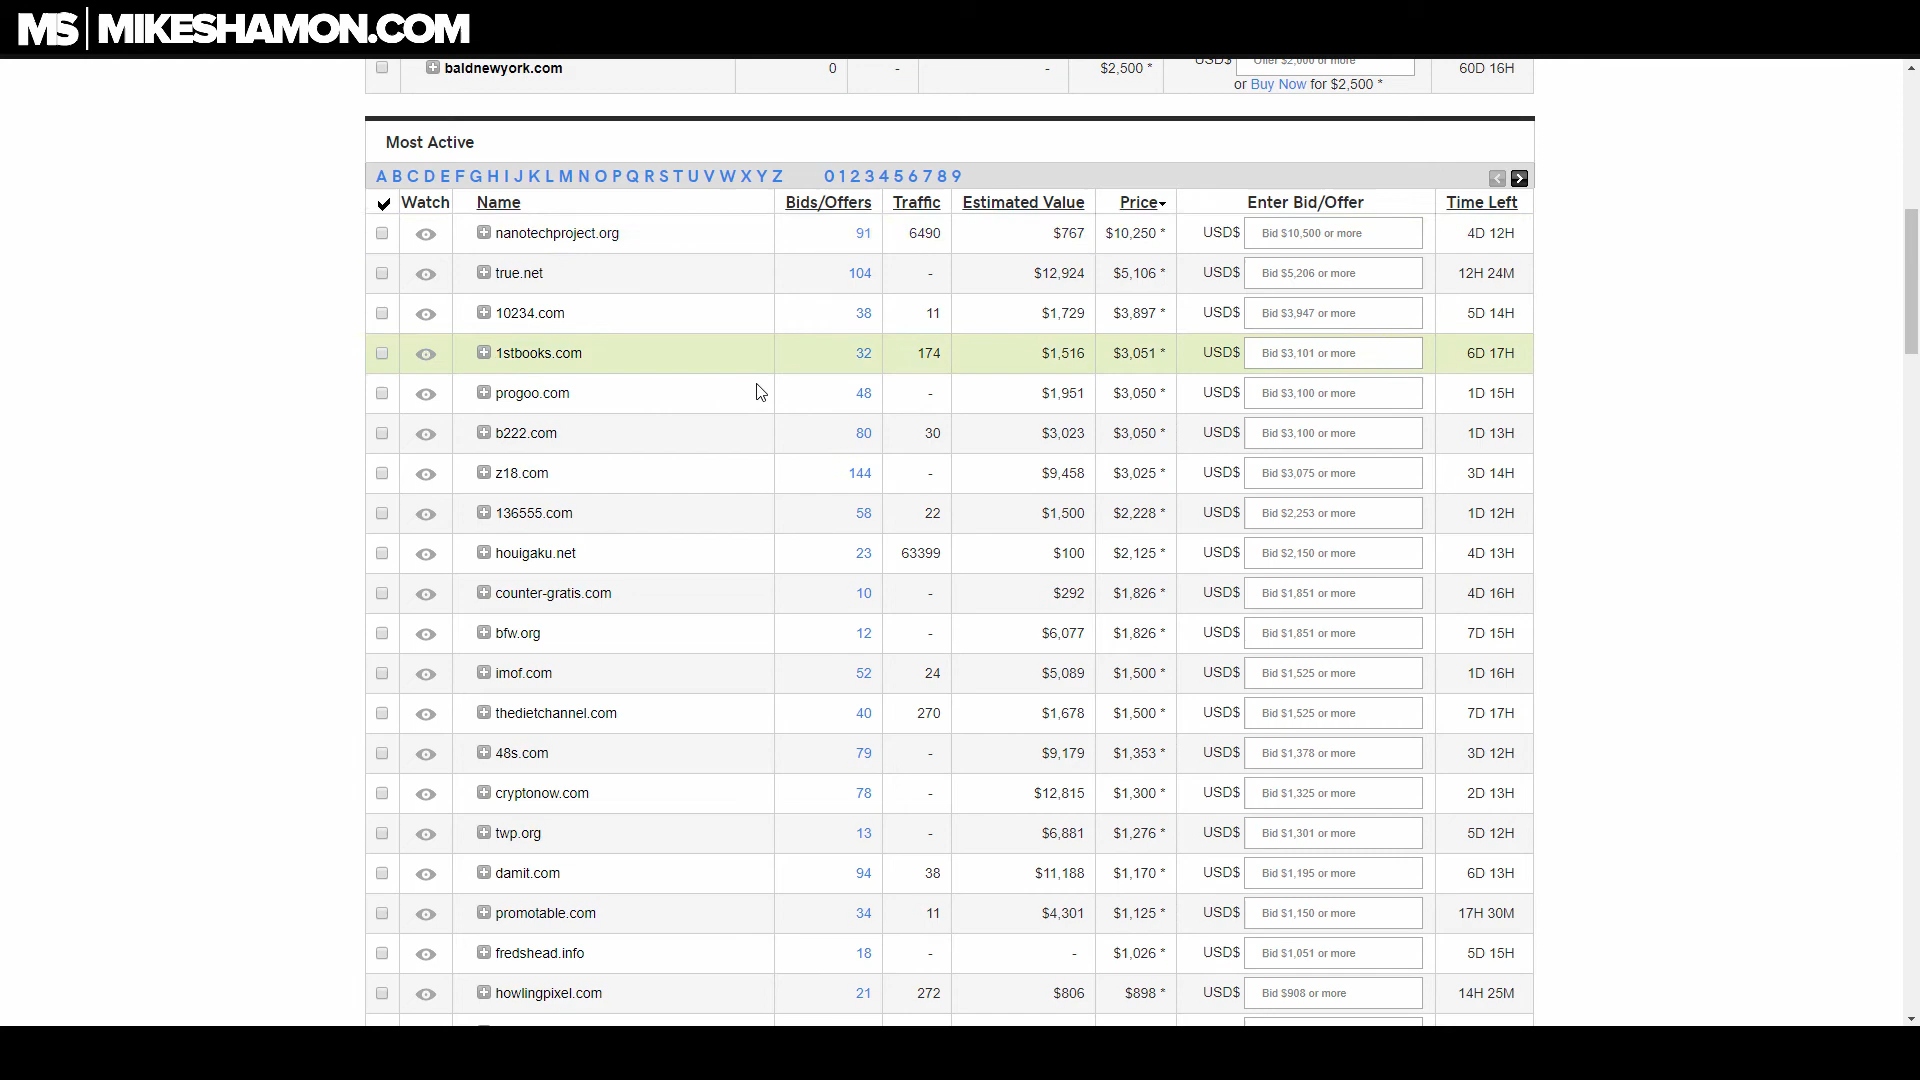 MS | MIKESHAMON.COM
baldnewyork.com 0 - - $2,500 * USD$ Offer $2,000 or more 60D 16H
or Buy Now for $2,500 *
Most Active
A B C D E F G H I J K L M N O P Q R S T U V W X Y Z 0 1 2 3 4 5 6 7 8 9
Watch Name Bids/Offers Traffic Estimated Value Price Enter Bid/Offer Time Left
nanotechproject.org 91 6490 $767 $10,250 * USD$ Bid $10,500 or more 4D 12H
true.net 104 - $12,924 $5,106 * USD$ Bid $5,206 or more 12H 24M
10234.com 38 11 $1,729 $3,897 * USD$ Bid $3,947 or more 5D 14H
1stbooks.com 32 174 $1,516 $3,051 * USD$ Bid $3,101 or more 6D 17H
progoo.com 48 - $1,951 $3,050 * USD$ Bid $3,100 or more 1D 15H
b222.com 80 30 $3,023 $3,050 * USD$ Bid $3,100 or more 1D 13H
z18.com 144 - $9,458 $3,025 * USD$ Bid $3,075 or more 3D 14H
136555.com 58 22 $1,500 $2,228 * USD$ Bid $2,253 or more 1D 12H
houigaku.net 23 63399 $100 $2,125 * USD$ Bid $2,150 or more 4D 13H
counter-gratis.com 10 - $292 $1,826 * USD$ Bid $1,851 or more 4D 16H
bfw.org 12 - $6,077 $1,826 * USD$ Bid $1,851 or more 7D 15H
imof.com 52 24 $5,089 $1,500 * USD$ Bid $1,525 or more 1D 16H
thedietchannel.com 40 270 $1,678 $1,500 * USD$ Bid $1,525 or more 7D 17H
48s.com 79 - $9,179 $1,353 * USD$ Bid $1,378 or more 3D 12H
cryptonow.com 78 - $12,815 $1,300 * USD$ Bid $1,325 or more 2D 13H
twp.org 13 - $6,881 $1,276 * USD$ Bid $1,301 or more 5D 12H
damit.com 94 38 $11,188 $1,170 * USD$ Bid $1,195 or more 6D 13H
promotable.com 34 11 $4,301 $1,125 * USD$ Bid $1,150 or more 17H 30M
fredshead.info 18 - - $1,026 * USD$ Bid $1,051 or more 5D 15H
howlingpixel.com 21 272 $806 $898 * USD$ Bid $908 or more 14H 25M